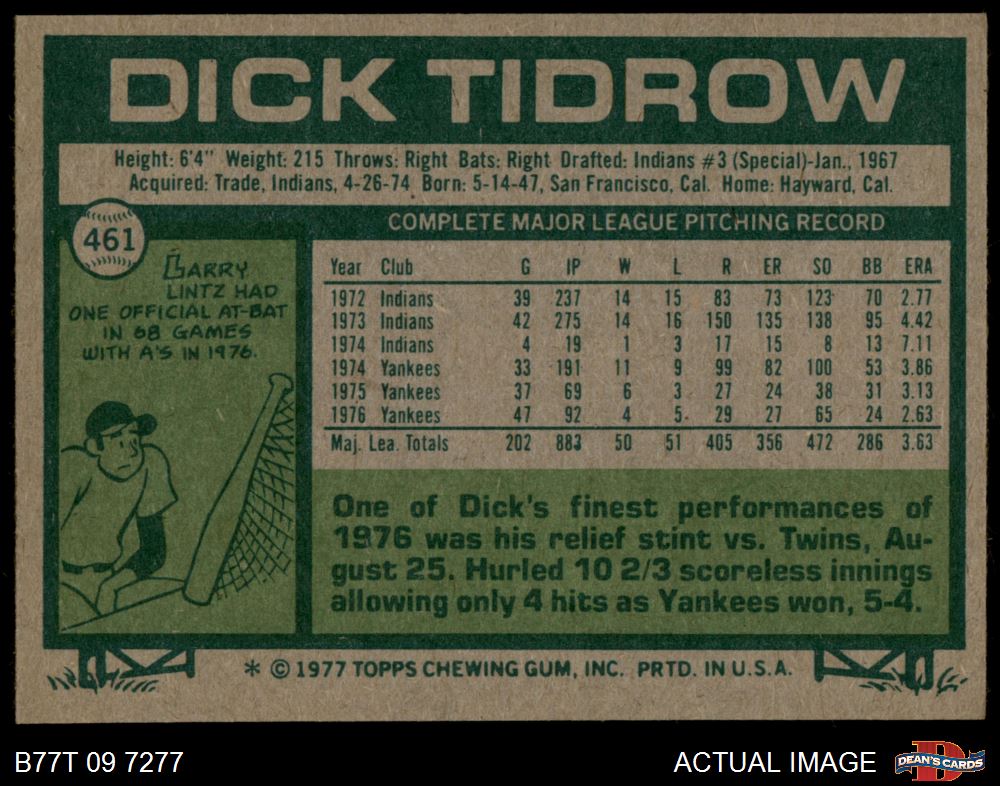 DICK TIDROW
Height: 6'4" Weight: 215 Throws: Right Bats: Right Drafted: Indians #3 (Special)-Jan., 1967
Acquired: Trade, Indians, 4-26-74 Born: 5-14-47, San Francisco, Cal. Home: Hayward, Cal.
461
LARRY
LINTZ HAD
ONE OFFICIAL AT-BAT
IN 68 GAMES
WITH A'S IN 1976.
COMPLETE MAJOR LEAGUE PITCHING RECORD
Year Club G IP W L R ER SO BB ERA
1972 Indians 39 237 14 15 83 73 123 70 2.77
1973 Indians 42 275 14 16 150 135 138 95 4.42
1974 Indians 4 19 1 3 17 15 8 13 7.11
1974 Yankees 33 191 11 9 99 82 100 53 3.86
1975 Yankees 37 69 6 3 27 24 38 31 3.13
1976 Yankees 47 92 4 5 29 27 65 24 2.63
Maj. Lea. Totals 202 883 50 51 405 356 472 286 3.63
One of Dick's finest performances of
1976 was his relief stint vs. Twins, Au-
gust 25. Hurled 10 2/3 scoreless innings
allowing only 4 hits as Yankees won, 5-4.
* © 1977 TOPPS CHEWING GUM, INC. PRTD. IN U.S.A.
B77T 09 7277
ACTUAL IMAGE
D
DEAN'S CARDS